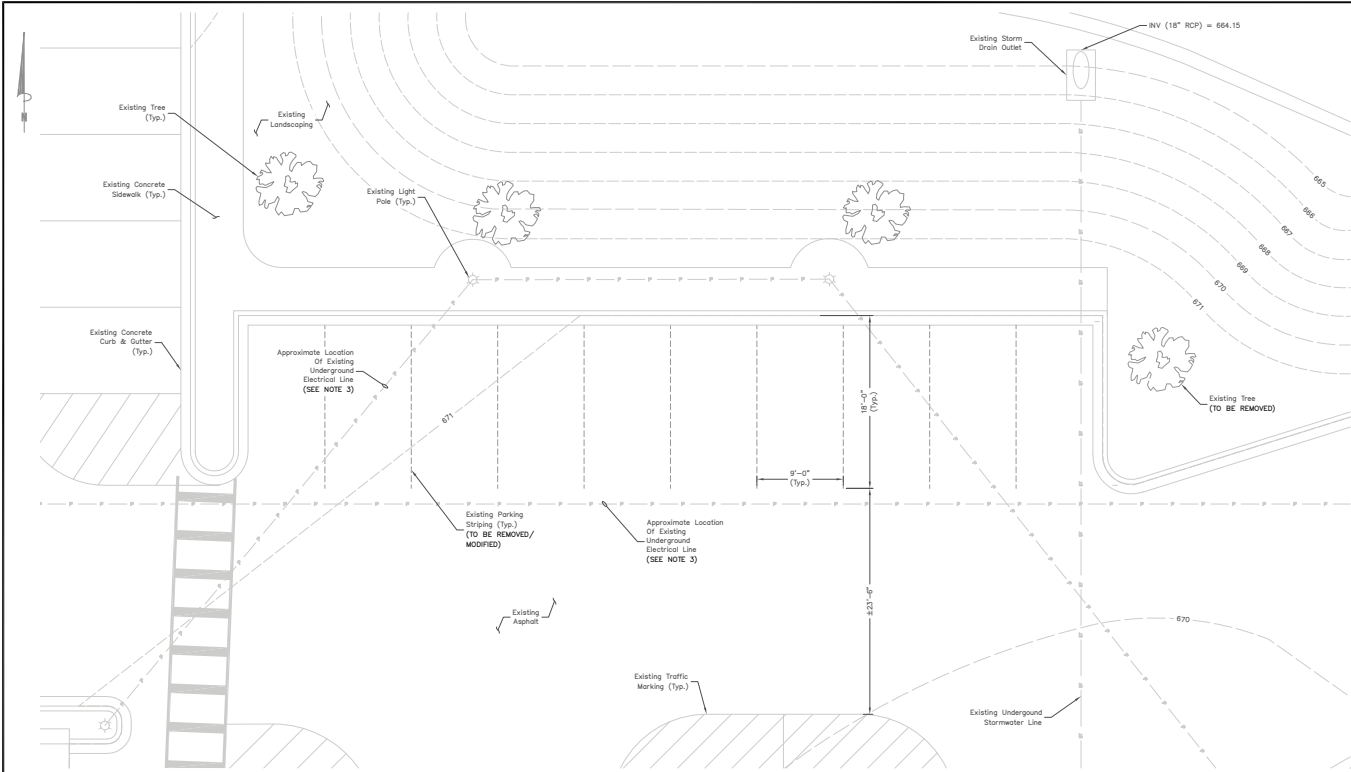 INV (18" RCP) = 664.15
Existing Storm
Drain Outlet
N
Existing Tree
(Typ.)
Existing
Landscaping
Existing Concrete
Sidewalk (Typ.)
Existing Light
Pole (Typ.)
665
666
667
668
669
670
671
Existing Concrete
Curb & Gutter
(Typ.)
Approximate Location
Of Existing
Underground
Electrical Line
(SEE NOTE 3)
671
18'-0"
(Typ.)
Existing Tree
(TO BE REMOVED)
9'-0"
(Typ.)
Existing Parking
Striping (Typ.)
(TO BE REMOVED/
MODIFIED)
Approximate Location
Of Existing
Underground
Electrical Line
(SEE NOTE 3)
±23'-6"
Existing
Asphalt
670
Existing Traffic
Marking (Typ.)
Existing Undergound
Stormwater Line